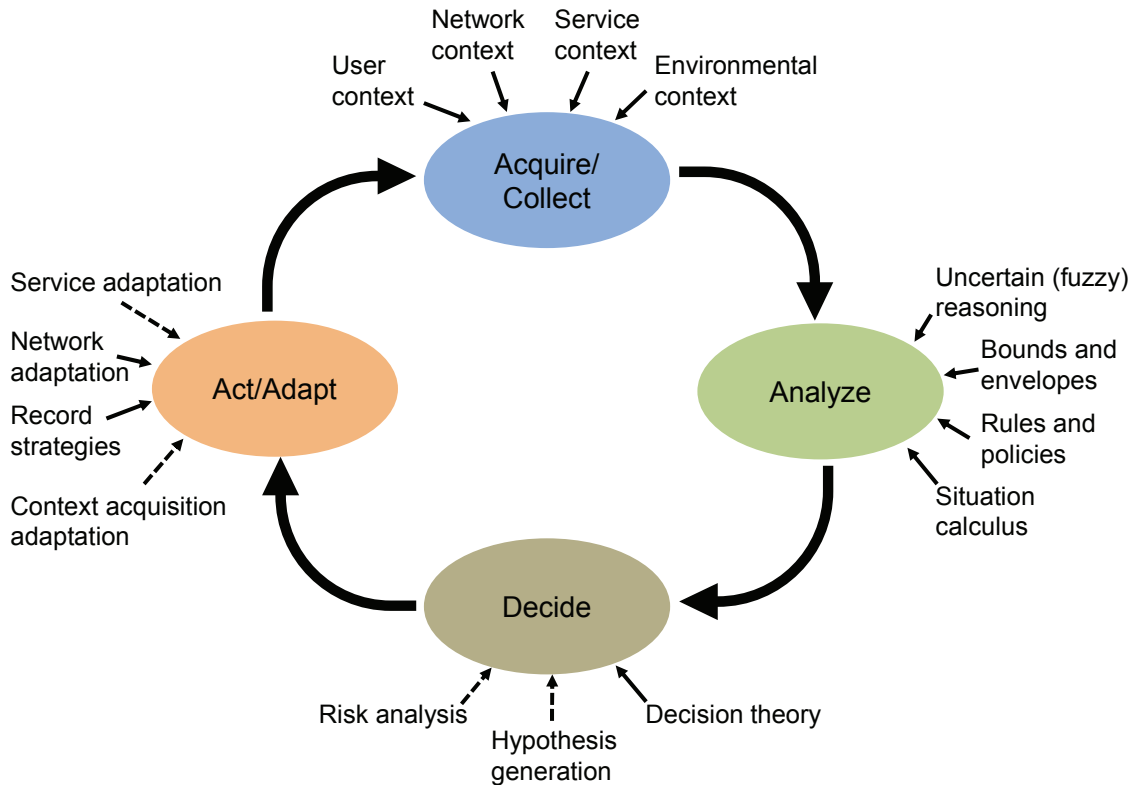 Network
context
Service
context
User
context
Environmental
context
Acquire/
Collect
Service adaptation
Network
adaptation
Record
strategies
Context acquisition
adaptation
Act/Adapt
Analyze
Uncertain (fuzzy)
reasoning
Bounds and
envelopes
Rules and
policies
Situation
calculus
Decide
Risk analysis
Hypothesis
generation
Decision theory